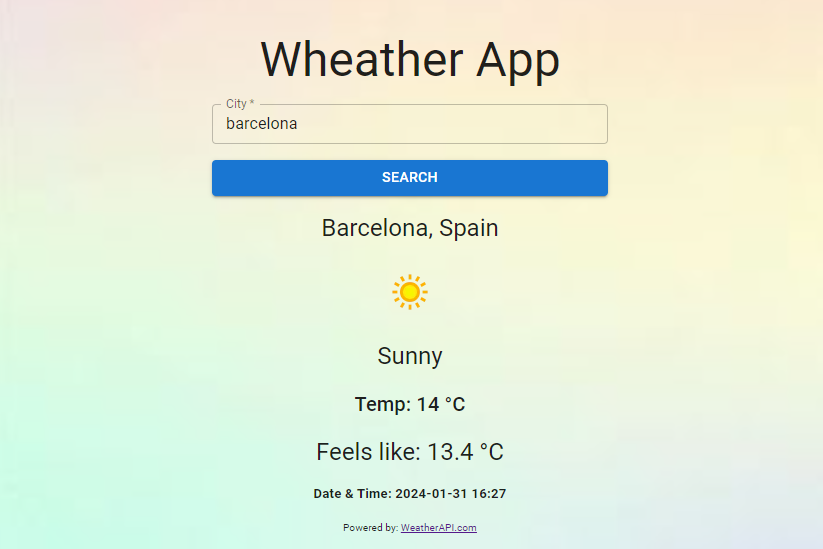 Wheather App
City *
barcelona
SEARCH
Barcelona, Spain
Sunny
Temp: 14 °C
Feels like: 13.4 °C
Date & Time: 2024-01-31 16:27
Powered by: WeatherAPI.com